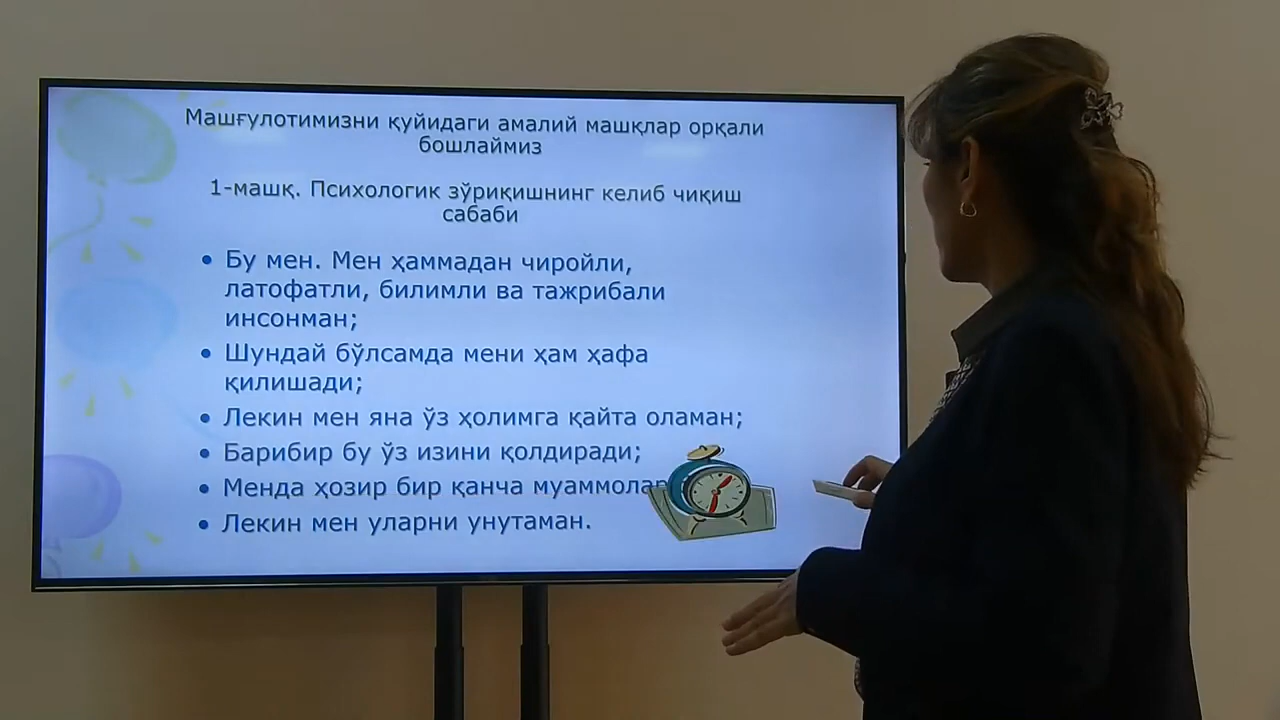 Машғулотимизни қуйидаги амалий машқлар орқали
бошлаймиз
1-машқ. Психологик зўриқишнинг келиб чиқиш
сабаби
• Бу мен. Мен ҳаммадан чиройли,
латофатли, билимли ва тажрибали
инсонман;
• Шундай бўлсамда мени ҳам ҳафа
қилишади;
• Лекин мен яна ўз ҳолимга қайта оламан;
• Барибир бу ўз изини қолдиради;
• Менда ҳозир бир қанча муаммолар
• Лекин мен уларни унутаман.